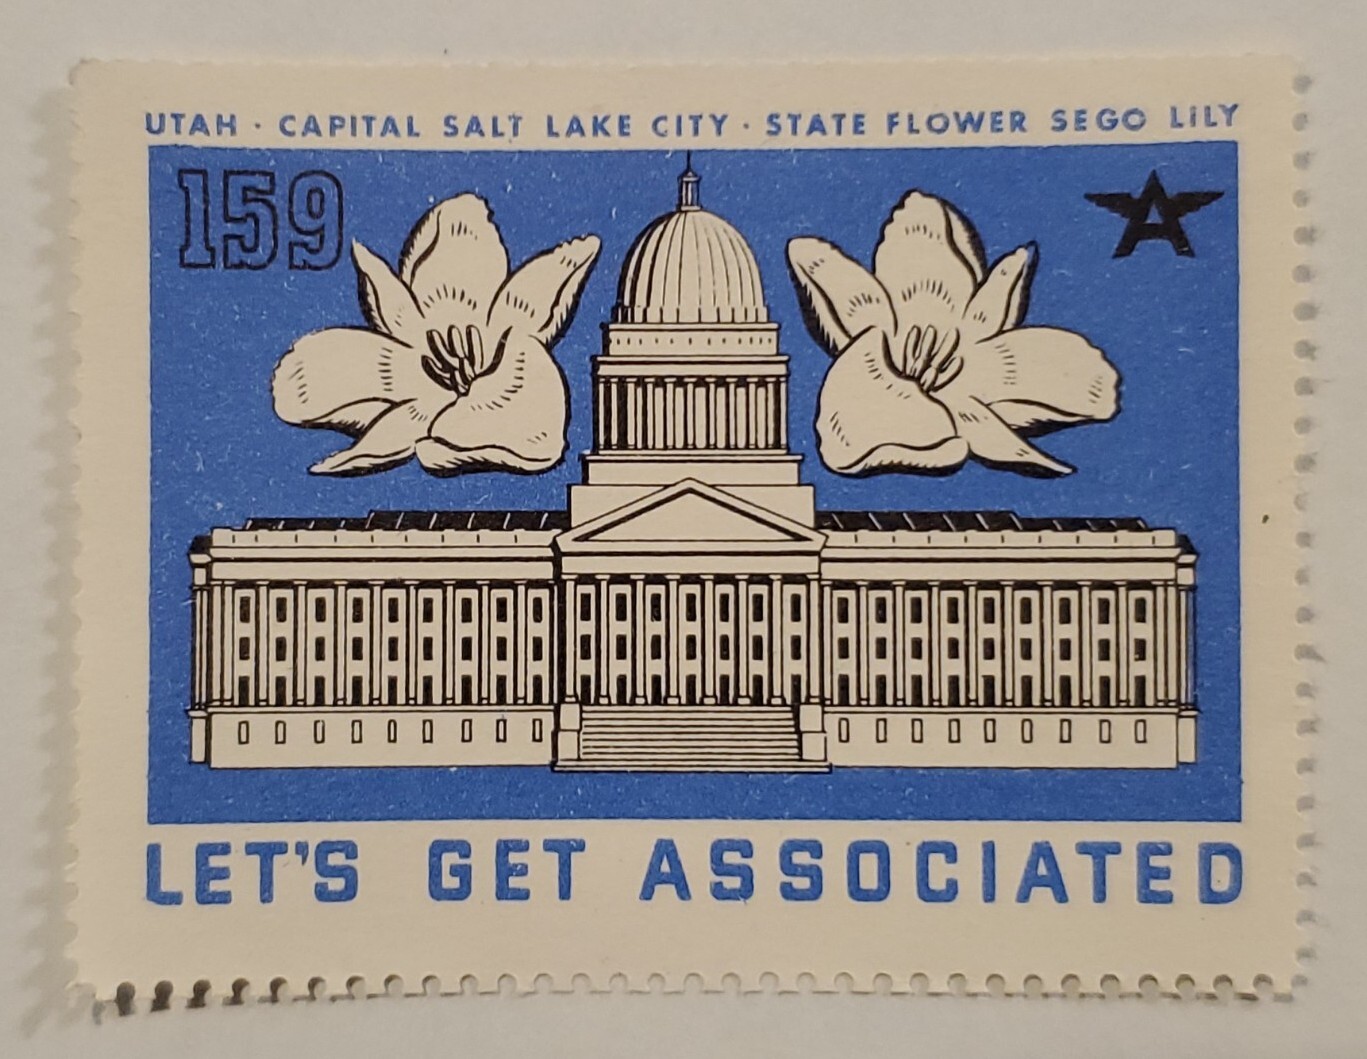 UTAH · CAPITAL SALT LAKE CITY · STATE FLOWER SEGO LILY
159
A
LET'S GET ASSOCIATED